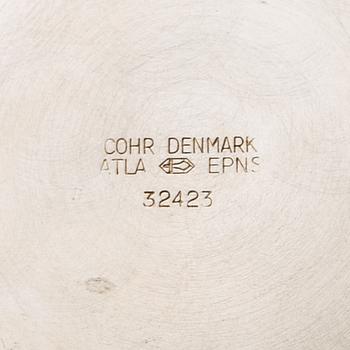 COHR DENMARK
ATLA EPNS
32423